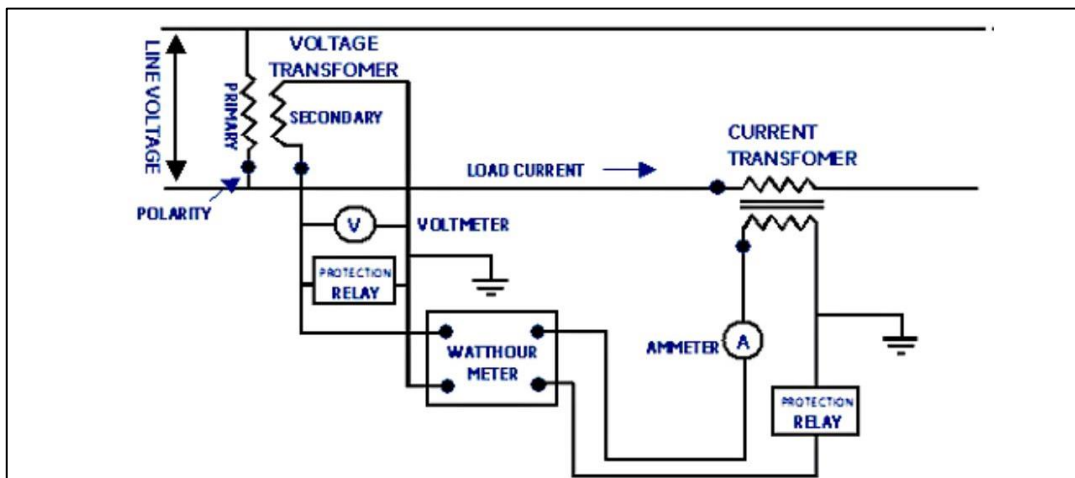 LINE VOLTAGE
PRIMARY
VOLTAGE
TRANSFOMER
SECONDARY
POLARITY
LOAD CURRENT
CURRENT
TRANSFOMER
V
VOLTMETER
PROTECTION
RELAY
WATTHOUR
METER
AMMETER
A
PROTECTION
RELAY